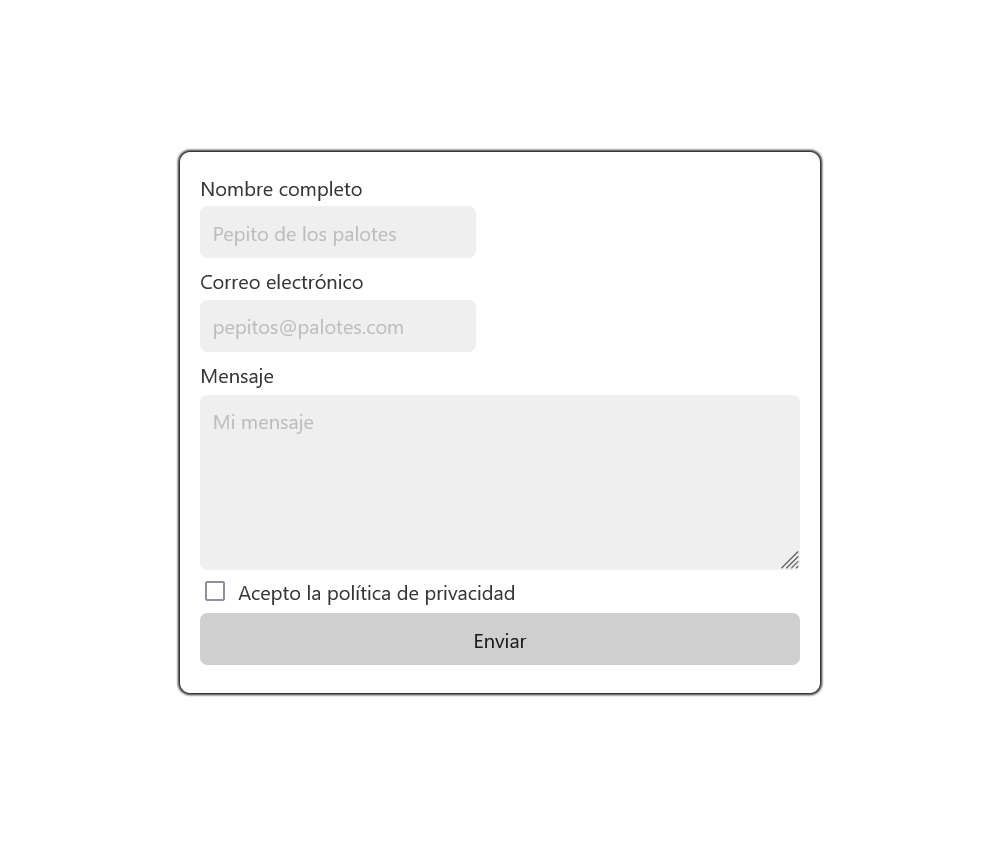 Nombre completo
Pepito de los palotes
Correo electrónico
pepitos@palotes.com
Mensaje
Mi mensaje
Acepto la política de privacidad
Enviar